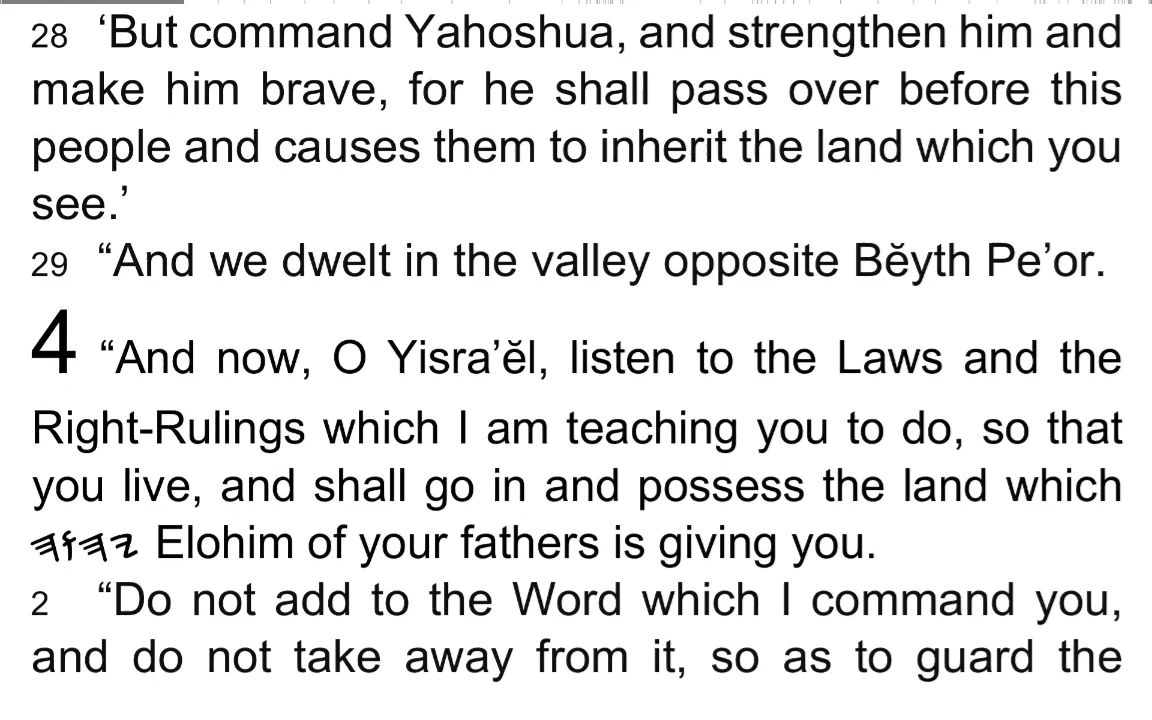 28 ‘But command Yahoshua, and strengthen him and
make him brave, for he shall pass over before this
people and causes them to inherit the land which you
see.’
29 “And we dwelt in the valley opposite Bĕyth Pe’or.
4 “And now, O Yisra’ĕl, listen to the Laws and the
Right-Rulings which I am teaching you to do, so that
you live, and shall go in and possess the land which
𐤉𐤄𐤅𐤄 Elohim of your fathers is giving you.
2 “Do not add to the Word which I command you,
and do not take away from it, so as to guard the